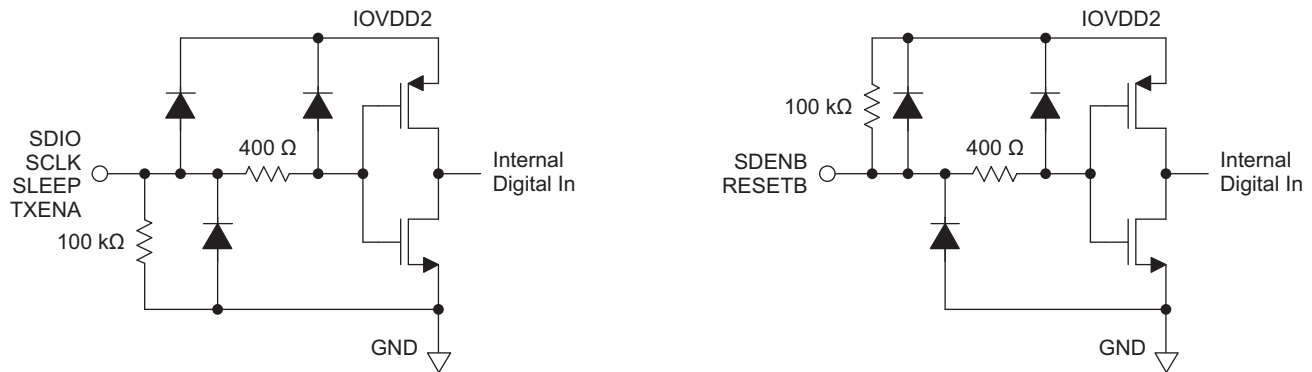 IOVDD2
SDIO
SCLK
SLEEP
TXENA
400 Ω
100 kΩ
Internal
Digital In
GND
IOVDD2
100 kΩ
400 Ω
SDENB
RESETB
Internal
Digital In
GND